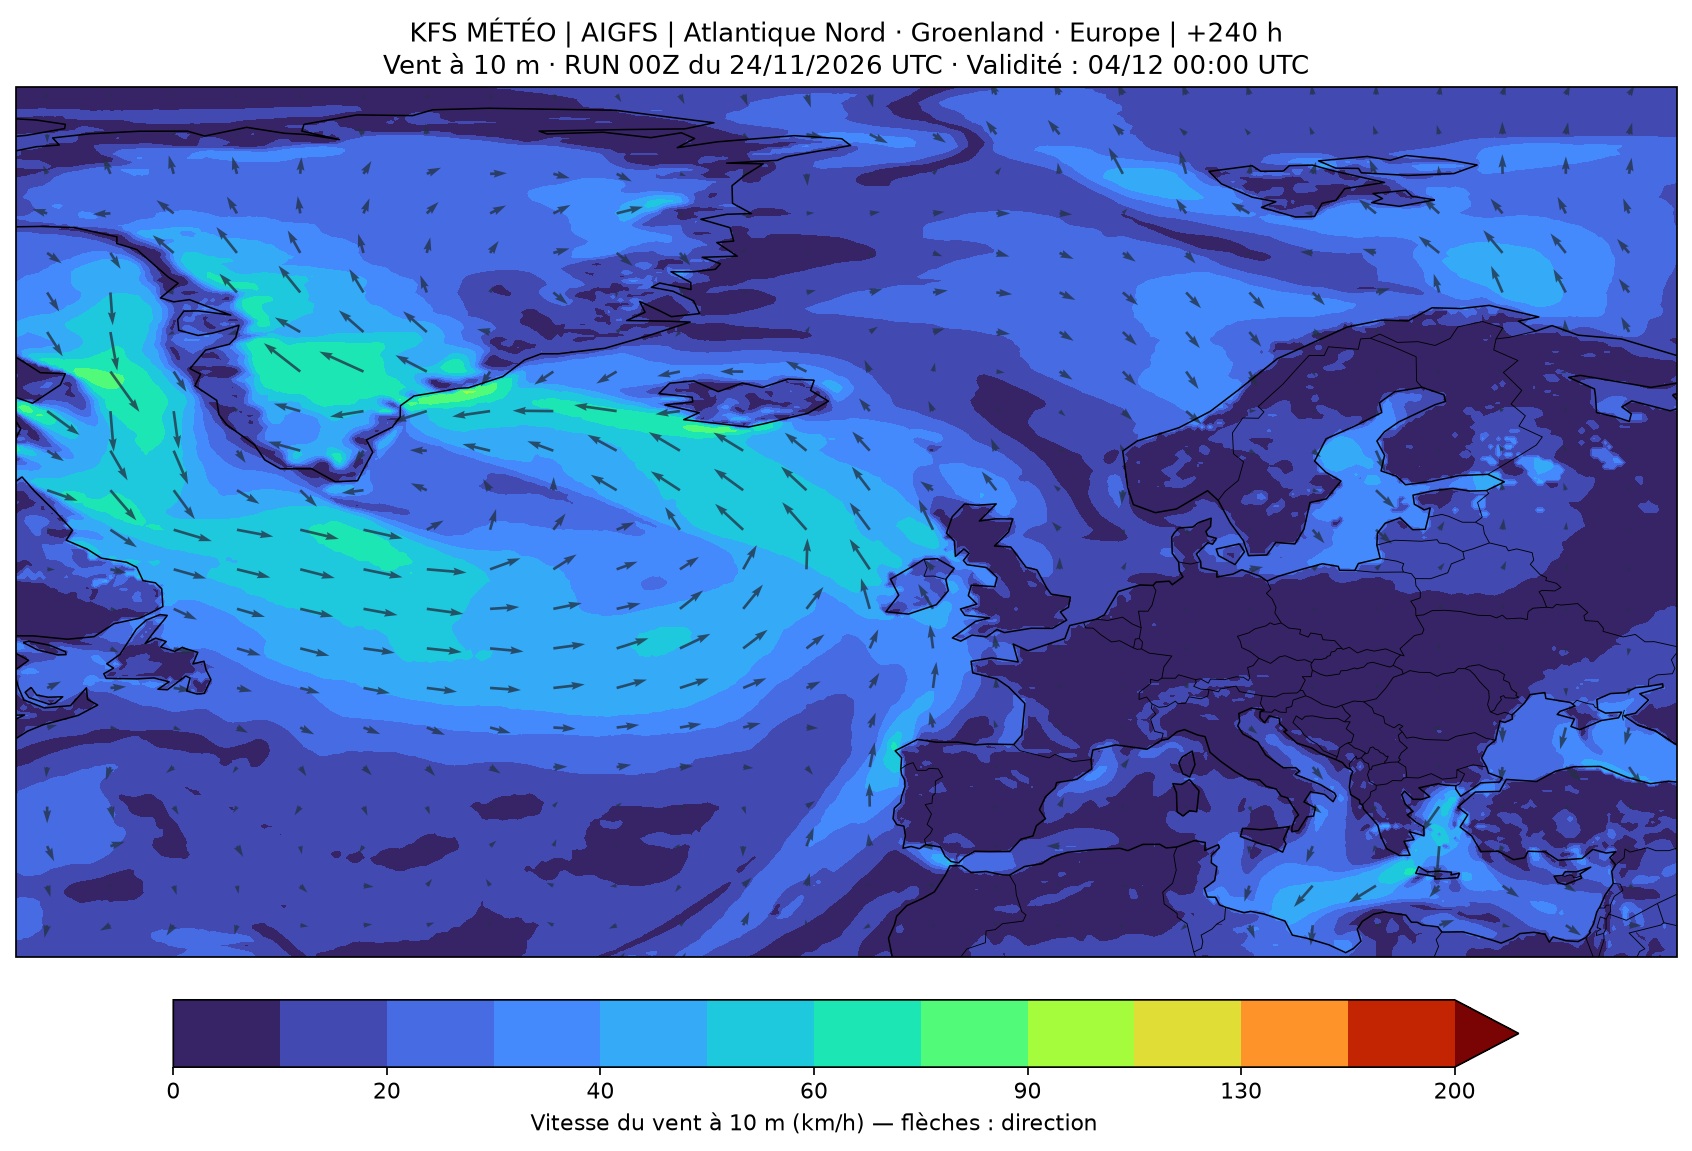 KFS MÉTÉO | AIGFS | Atlantique Nord · Groenland · Europe | +240 h
Vent à 10 m · RUN 00Z du 24/11/2026 UTC · Validité : 04/12 00:00 UTC
0 20 40 60 90 130 200
Vitesse du vent à 10 m (km/h) — flèches : direction